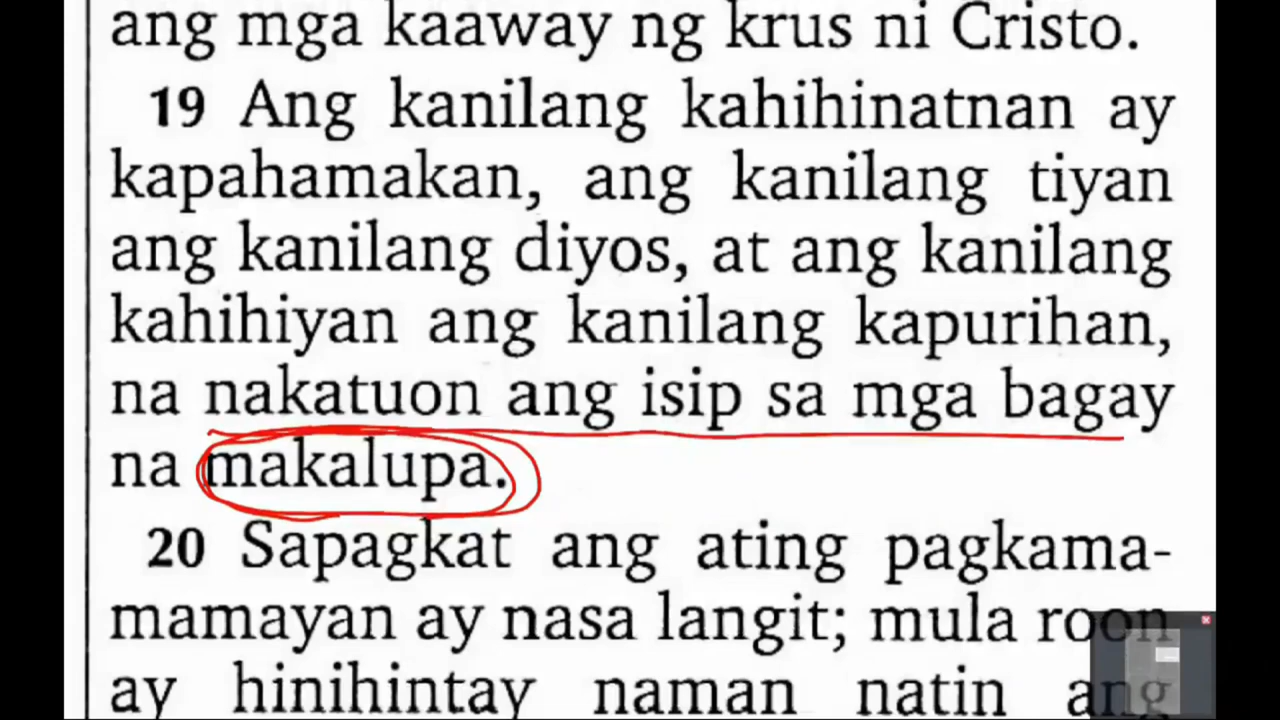 ang mga kaaway ng krus ni Cristo.
19 Ang kanilang kahihinatnan ay
kapahamakan, ang kanilang tiyan
ang kanilang diyos, at ang kanilang
kahihiyan ang kanilang kapurihan,
na nakatuon ang isip sa mga bagay
na makalupa.
20 Sapagkat ang ating pagkama-
mamayan ay nasa langit; mula roon
ay hinihintay naman natin ang